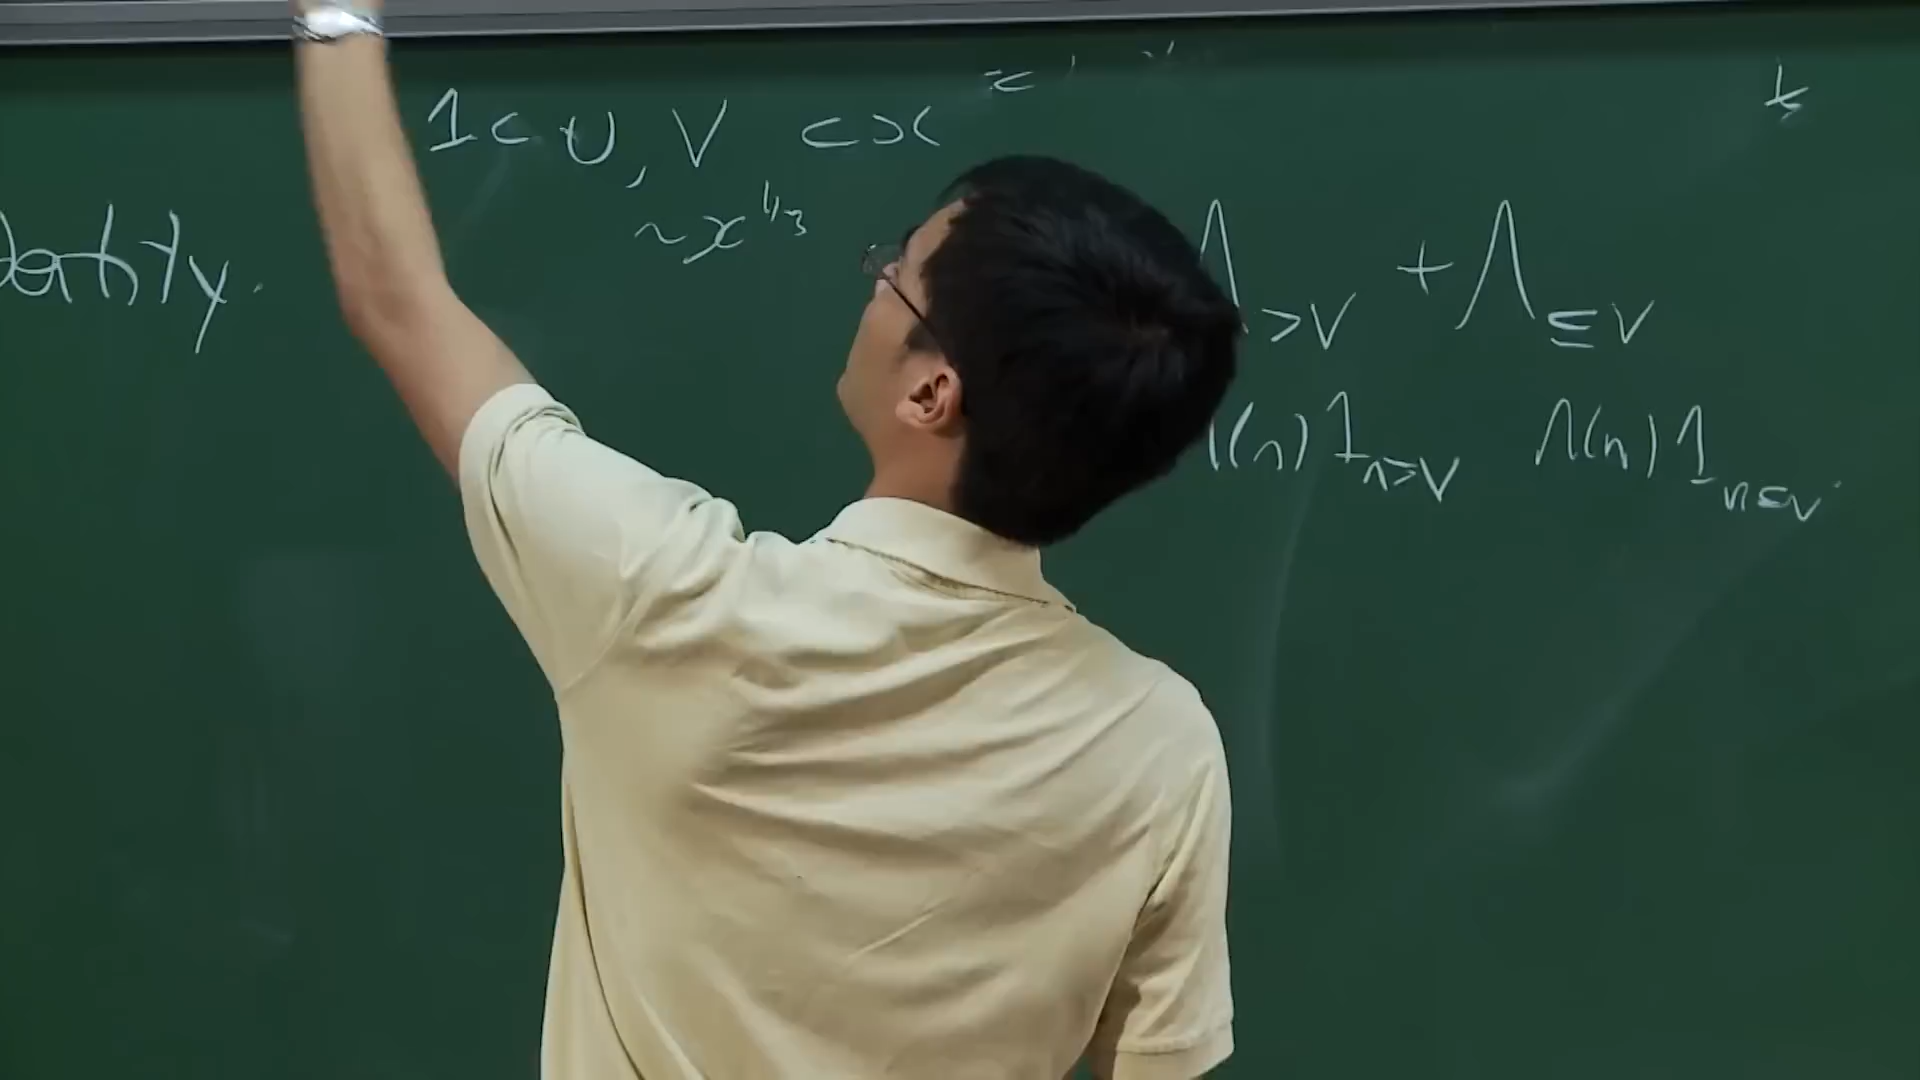 1 < U, V < x
~ x^{1/3}
dentity.
Λ_{>V} + Λ_{≤V}
Λ(n) 1_{n>V} Λ(n) 1_{n≤V}.